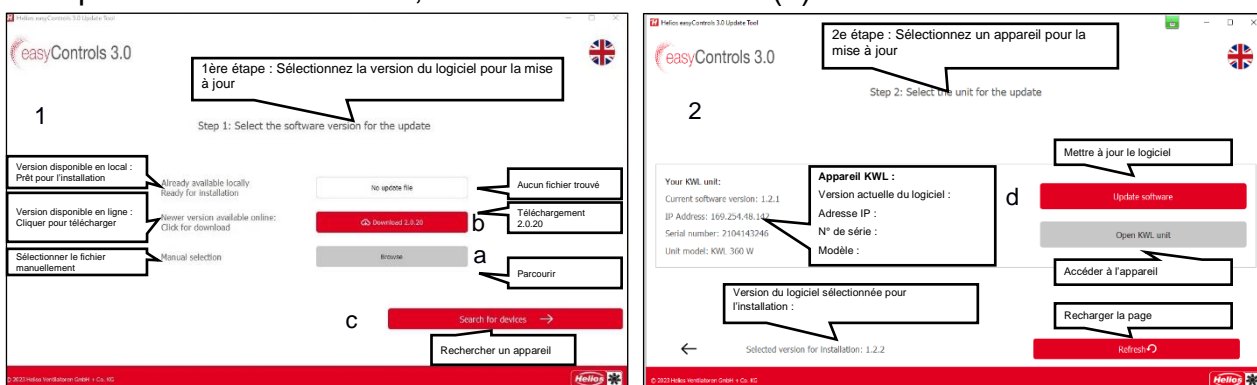 Helios easyControls 3.0 Update Tool
easyControls 3.0
1ère étape : Sélectionnez la version du logiciel pour la mise
à jour
1
Step 1: Select the software version for the update
Version disponible en local :
Prêt pour l'installation
Already available locally
Ready for installation
No update file
Aucun fichier trouvé
Version disponible en ligne :
Cliquer pour télécharger
Newer version available online:
Click for download
Download 2.0.20
b
Téléchargement
2.0.20
Sélectionner le fichier
manuellement
Manual selection
Browse
a
Parcourir
c
Search for devices
Rechercher un appareil
© 2023 Helios Ventilatoren GmbH + Co. KG
Helios
Helios easyControls 3.0 Update Tool
easyControls 3.0
2e étape : Sélectionnez un appareil pour la
mise à jour
2
Step 2: Select the unit for the update
Mettre à jour le logiciel
Your KWL unit:
Current software version: 1.2.1
IP Address: 169.254.48.142
Serial number: 2104143246
Unit model: KWL 360 W
Appareil KWL :
Version actuelle du logiciel :
Adresse IP :
N° de série :
Modèle :
d
Update software
Open KWL unit
Accéder à l'appareil
Version du logiciel sélectionnée pour
l'installation :
Recharger la page
Selected version for Installation: 1.2.2
Refresh
© 2023 Helios Ventilatoren GmbH + Co. KG
Helios